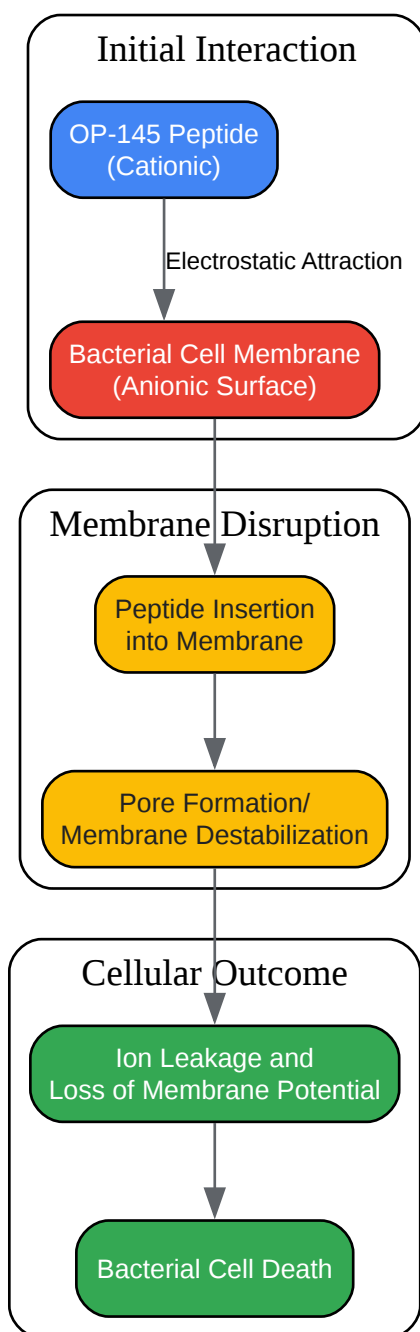 Initial Interaction
OP-145 Peptide
(Cationic)
Electrostatic Attraction
Bacterial Cell Membrane
(Anionic Surface)
Membrane Disruption
Peptide Insertion
into Membrane
Pore Formation/
Membrane Destabilization
Cellular Outcome
Ion Leakage and
Loss of Membrane Potential
Bacterial Cell Death